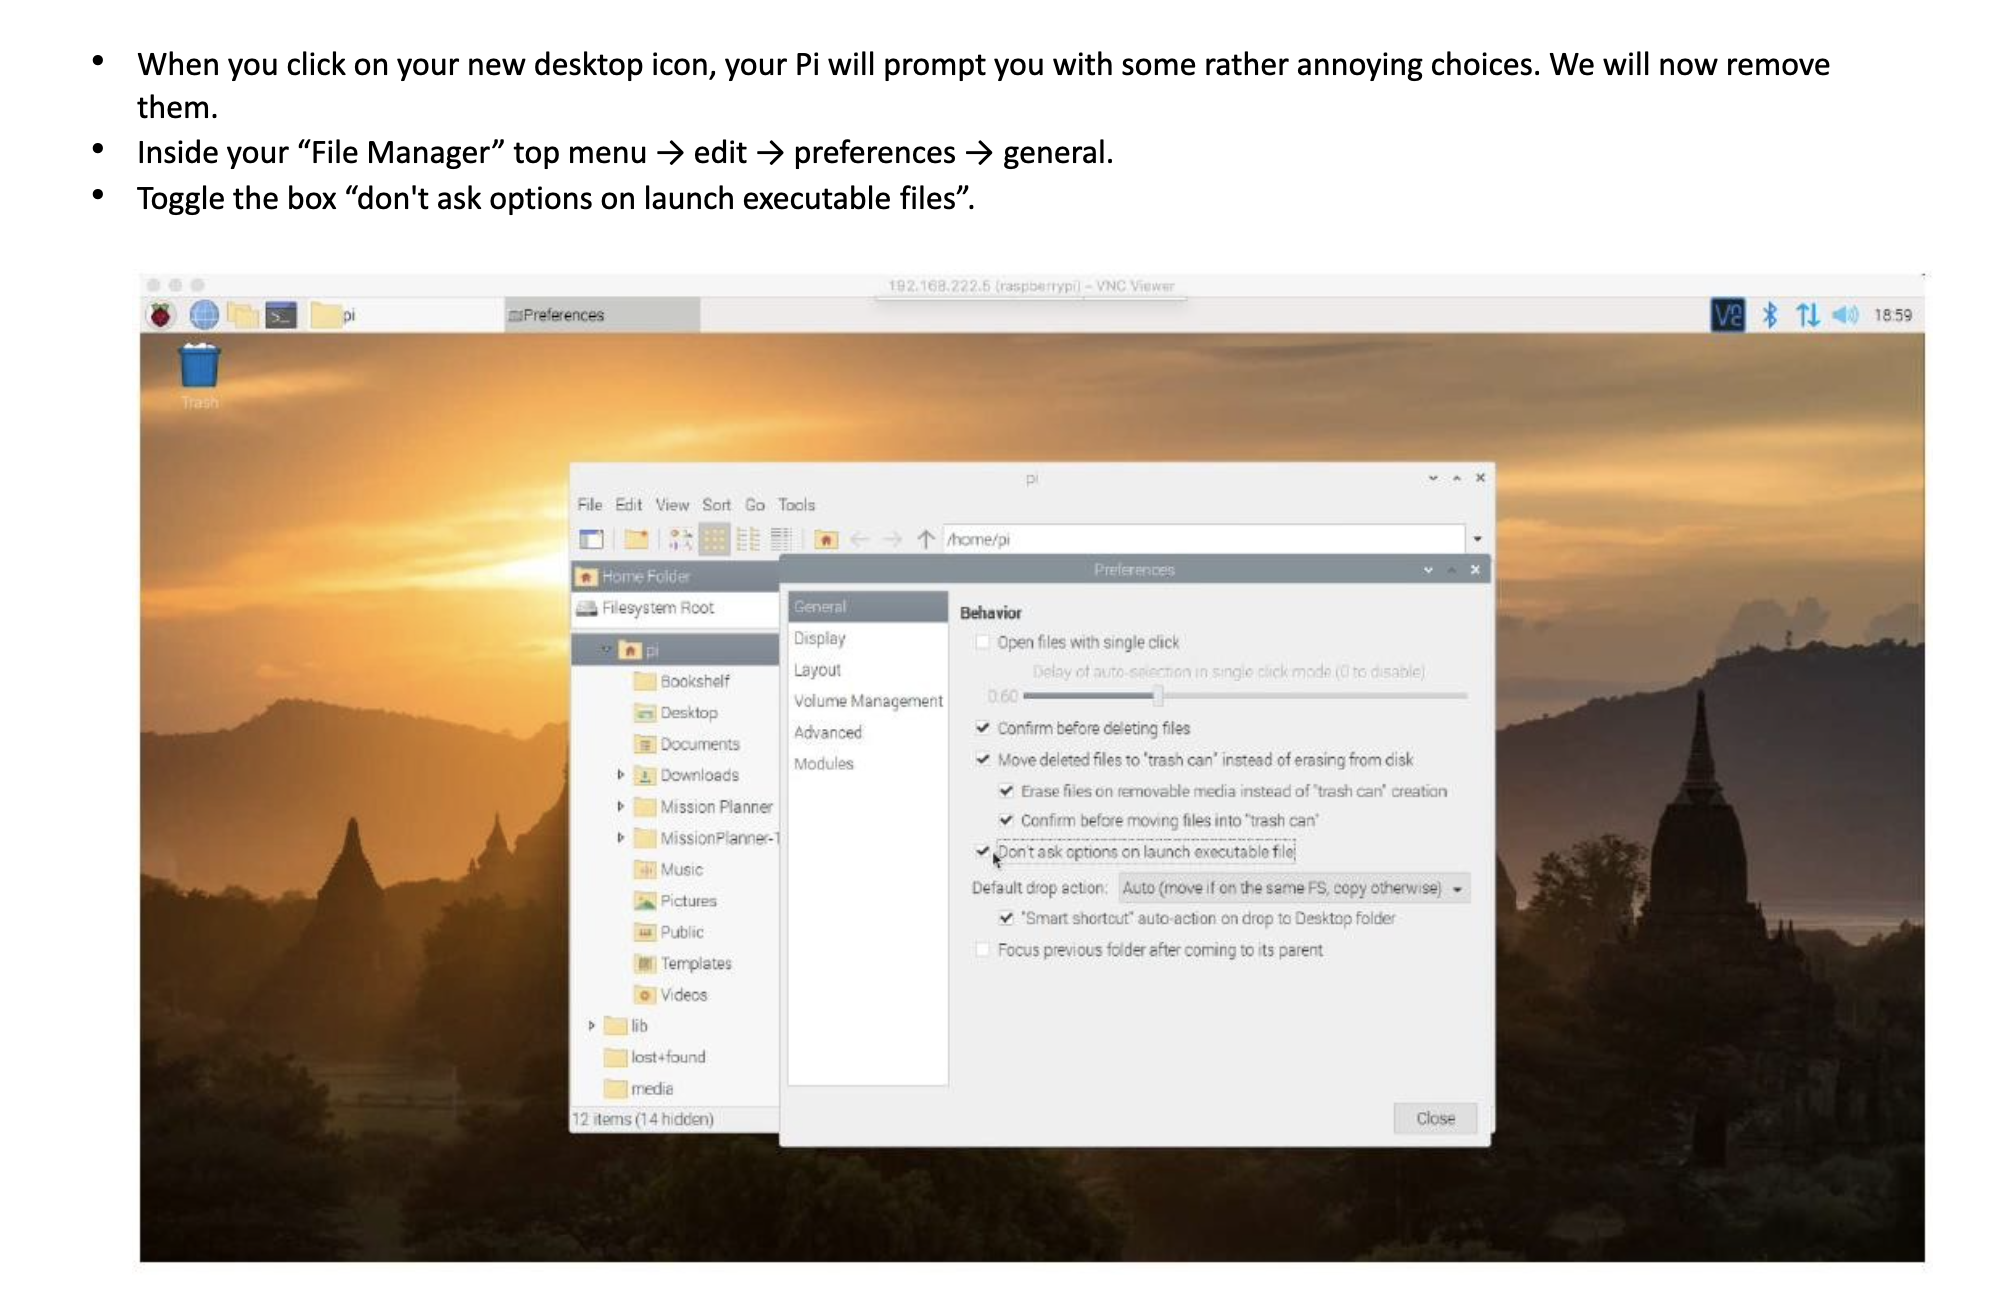 • When you click on your new desktop icon, your Pi will prompt you with some rather annoying choices. We will now remove
them.
• Inside your “File Manager” top menu → edit → preferences → general.
• Toggle the box “don't ask options on launch executable files”.
192.168.222.5 (raspberrypi) – VNC Viewer
pi
Preferences
18:59
Trash
pi
File Edit View Sort Go Tools
/home/pi
Home Folder
Filesystem Root
pi
Bookshelf
Desktop
Documents
Downloads
Mission Planner
MissionPlanner-1
Music
Pictures
Public
Templates
Videos
lib
lost+found
media
12 items (14 hidden)
Preferences
General
Display
Layout
Volume Management
Advanced
Modules
Behavior
Open files with single click
Delay of auto-selection in single click mode (0 to disable)
0.60
Confirm before deleting files
Move deleted files to "trash can" instead of erasing from disk
Erase files on removable media instead of "trash can" creation
Confirm before moving files into "trash can"
Don't ask options on launch executable file
Default drop action: Auto (move if on the same FS, copy otherwise)
"Smart shortcut" auto-action on drop to Desktop folder
Focus previous folder after coming to its parent
Close